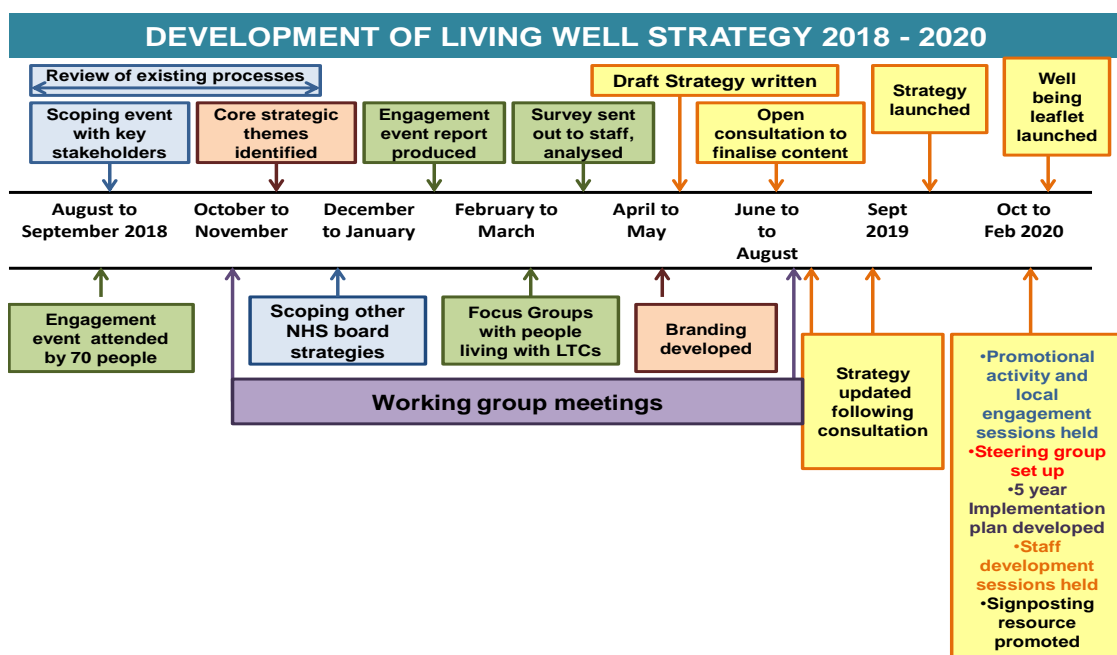 DEVELOPMENT OF LIVING WELL STRATEGY 2018 - 2020
Review of existing processes
Scoping event
with key
stakeholders
Core strategic
themes
identified
Engagement
event report
produced
Survey sent
out to staff,
analysed
Draft Strategy written
Open
consultation to
finalise content
Strategy
launched
Well
being
leaflet
launched
August to
September 2018
October to
November
December
to January
February to
March
April to
May
June to
to
August
Sept
2019
Oct to
Feb 2020
Engagement
event attended
by 70 people
Scoping other
NHS board
strategies
Focus Groups
with people
living with LTCs
Branding
developed
Working group meetings
Strategy
updated
following
consultation
•Promotional
activity and
local
engagement
sessions held
•Steering group
set up
•5 year
Implementation
plan developed
•Staff
development
sessions held
•Signposting
resource
promoted